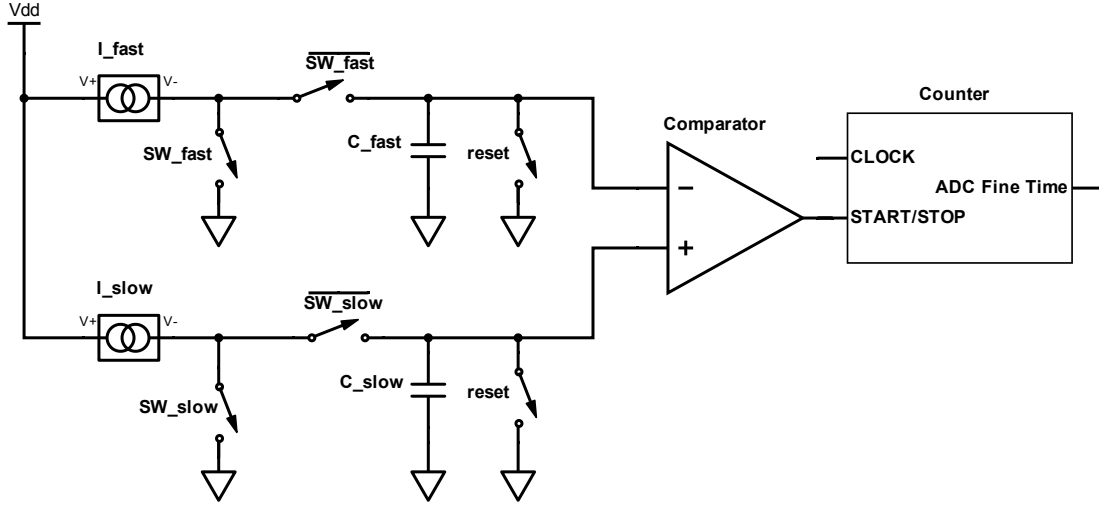 Vdd
I_fast
V+ V-
SW_fast
SW_fast
C_fast
reset
Comparator
−
+
Counter
CLOCK
ADC Fine Time
START/STOP
I_slow
V+ V-
SW_slow
SW_slow
C_slow
reset